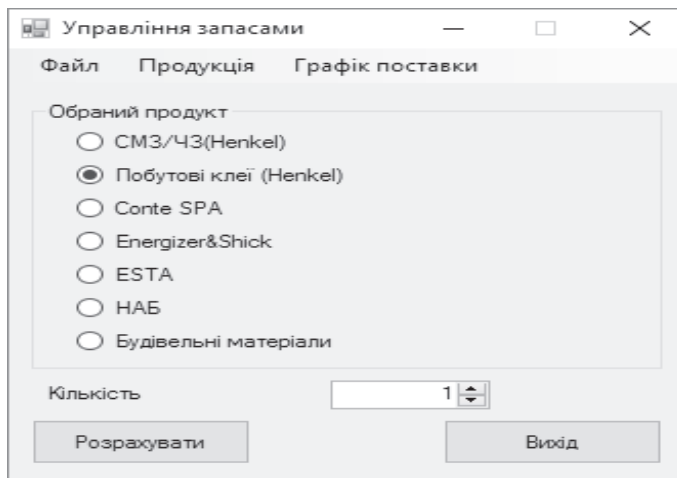 Управління запасами
Файл Продукція Графік поставки
Обраний продукт
СМЗ/ЧЗ(Henkel)
Побутові клеї (Henkel)
Conte SPA
Energizer&Shick
ESTA
НАБ
Будівельні матеріали
Кількість 1
Розрахувати Вихід